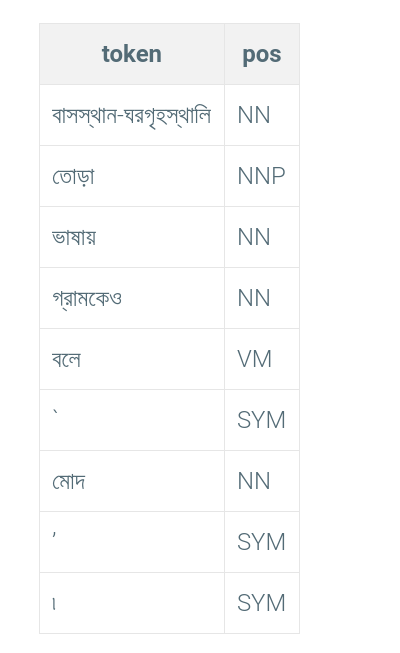 token pos
বাসস্থান-ঘরগৃহস্থালি NN
তোড়া NNP
ভাষায় NN
গ্রামকেও NN
বলে VM
` SYM
মোদ NN
' SYM
৷ SYM